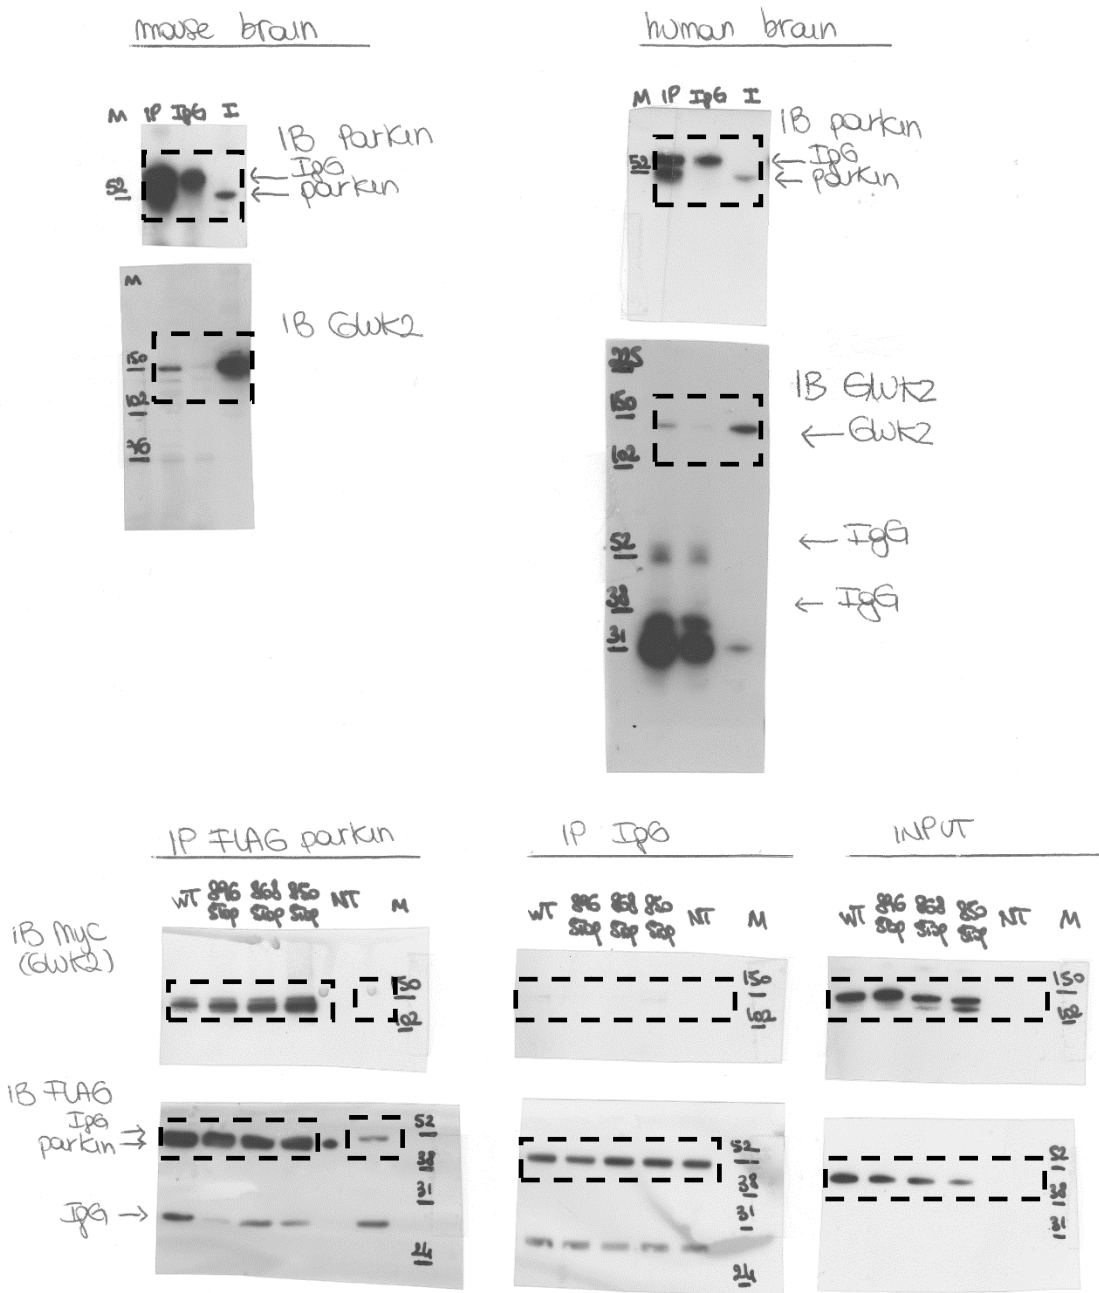 mouse brain
human brain
M IP IgG I
IB Parkin
IgG
parkin
52
M IP IgG I
IB parkin
IgG
parkin
52
M
IB GluK2
150
102
76
225
150
102
52
38
31
IB GluK2
GluK2
IgG
IgG
IP FLAG parkin
IP IgG
INPUT
WT 896 Stop 868 Stop 850 Stop NT M
WT 896 Stop 868 Stop 850 Stop NT M
WT 896 Stop 868 Stop 850 Stop NT M
IB Myc
(GluK2)
150
102
150
102
150
102
IB FLAG
IgG
parkin
IgG
52
38
31
24
52
38
31
24
52
38
31